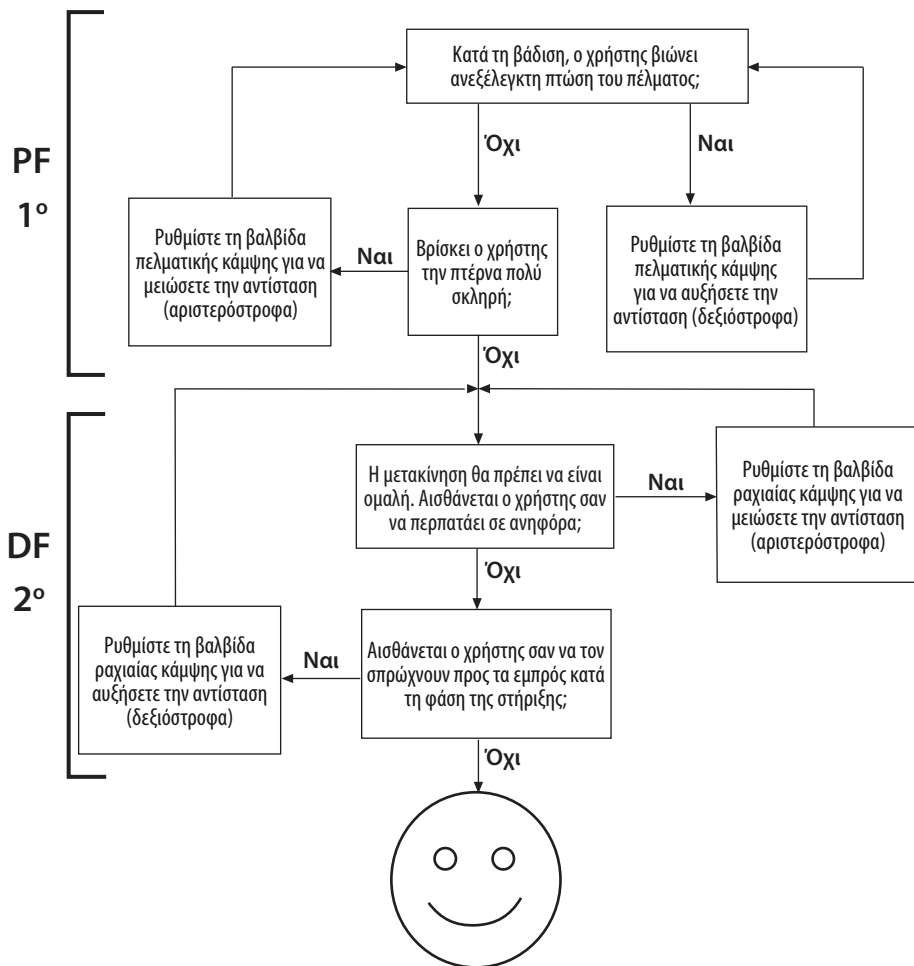 Κατά τη βάδιση, ο χρήστης βιώνει
ανεξέλεγκτη πτώση του πέλματος;
Όχι
Ναι
PF
1º
Ρυθμίστε τη βαλβίδα
πελματικής κάμψης για να
μειώσετε την αντίσταση
(αριστερόστροφα)
Ναι
Βρίσκει ο χρήστης
την πτέρνα πολύ
σκληρή;
Ρυθμίστε τη βαλβίδα
πελματικής κάμψης
για να αυξήσετε την
αντίσταση (δεξιόστροφα)
Όχι
DF
2º
Η μετακίνηση θα πρέπει να είναι
ομαλή. Αισθάνεται ο χρήστης σαν
να περπατάει σε ανηφόρα;
Ναι
Ρυθμίστε τη βαλβίδα
ραχιαίας κάμψης για να
μειώσετε την αντίσταση
(αριστερόστροφα)
Όχι
Ρυθμίστε τη βαλβίδα
ραχιαίας κάμψης για να
αυξήσετε την αντίσταση
(δεξιόστροφα)
Ναι
Αισθάνεται ο χρήστης σαν να τον
σπρώχνουν προς τα εμπρός κατά
τη φάση της στήριξης;
Όχι